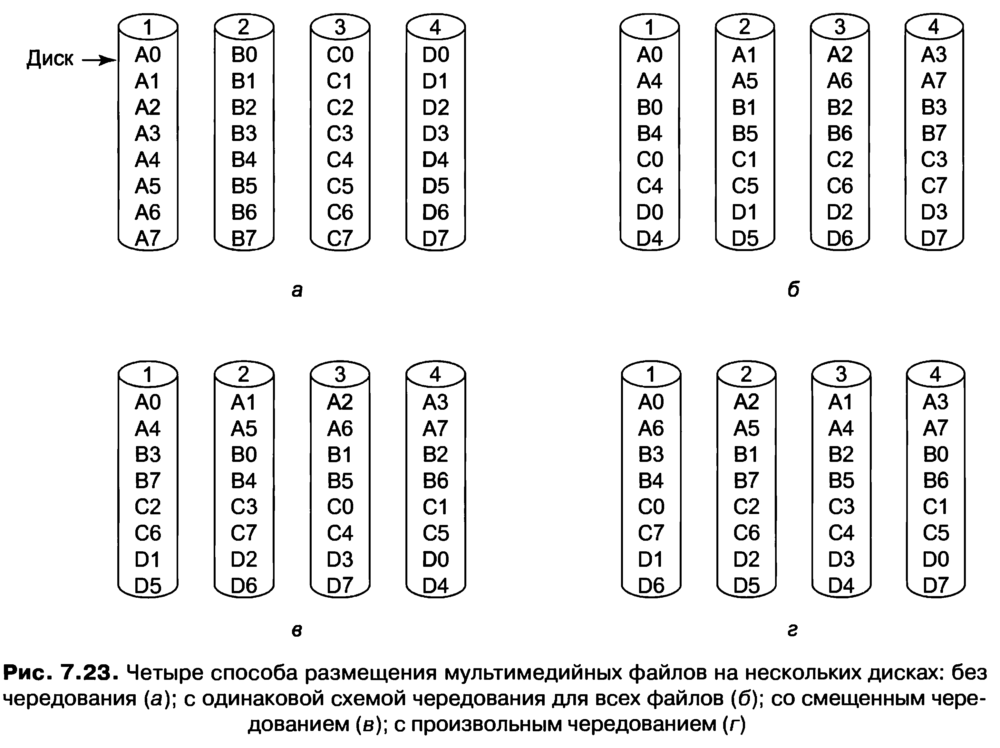 1 2 3 4
Диск A0 B0 C0 D0
A1 B1 C1 D1
A2 B2 C2 D2
A3 B3 C3 D3
A4 B4 C4 D4
A5 B5 C5 D5
A6 B6 C6 D6
A7 B7 C7 D7
а
1 2 3 4
A0 A1 A2 A3
A4 A5 A6 A7
B0 B1 B2 B3
B4 B5 B6 B7
C0 C1 C2 C3
C4 C5 C6 C7
D0 D1 D2 D3
D4 D5 D6 D7
б
1 2 3 4
A0 A1 A2 A3
A4 A5 A6 A7
B3 B0 B1 B2
B7 B4 B5 B6
C2 C3 C0 C1
C6 C7 C4 C5
D1 D2 D3 D0
D5 D6 D7 D4
в
1 2 3 4
A0 A2 A1 A3
A6 A5 A4 A7
B3 B1 B2 B0
B4 B7 B5 B6
C0 C2 C3 C1
C7 C6 C4 C5
D1 D2 D3 D0
D6 D5 D4 D7
г
Рис. 7.23. Четыре способа размещения мультимедийных файлов на нескольких дисках: без
чередования (а); с одинаковой схемой чередования для всех файлов (б); со смещенным чере-
дованием (в); с произвольным чередованием (г)